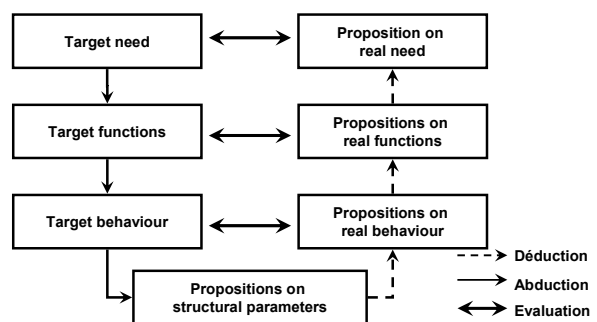 Target need
Proposition on
real need
Target functions
Propositions on
real functions
Target behaviour
Propositions on
real behaviour
Propositions on
structural parameters
Déduction
Abduction
Evaluation